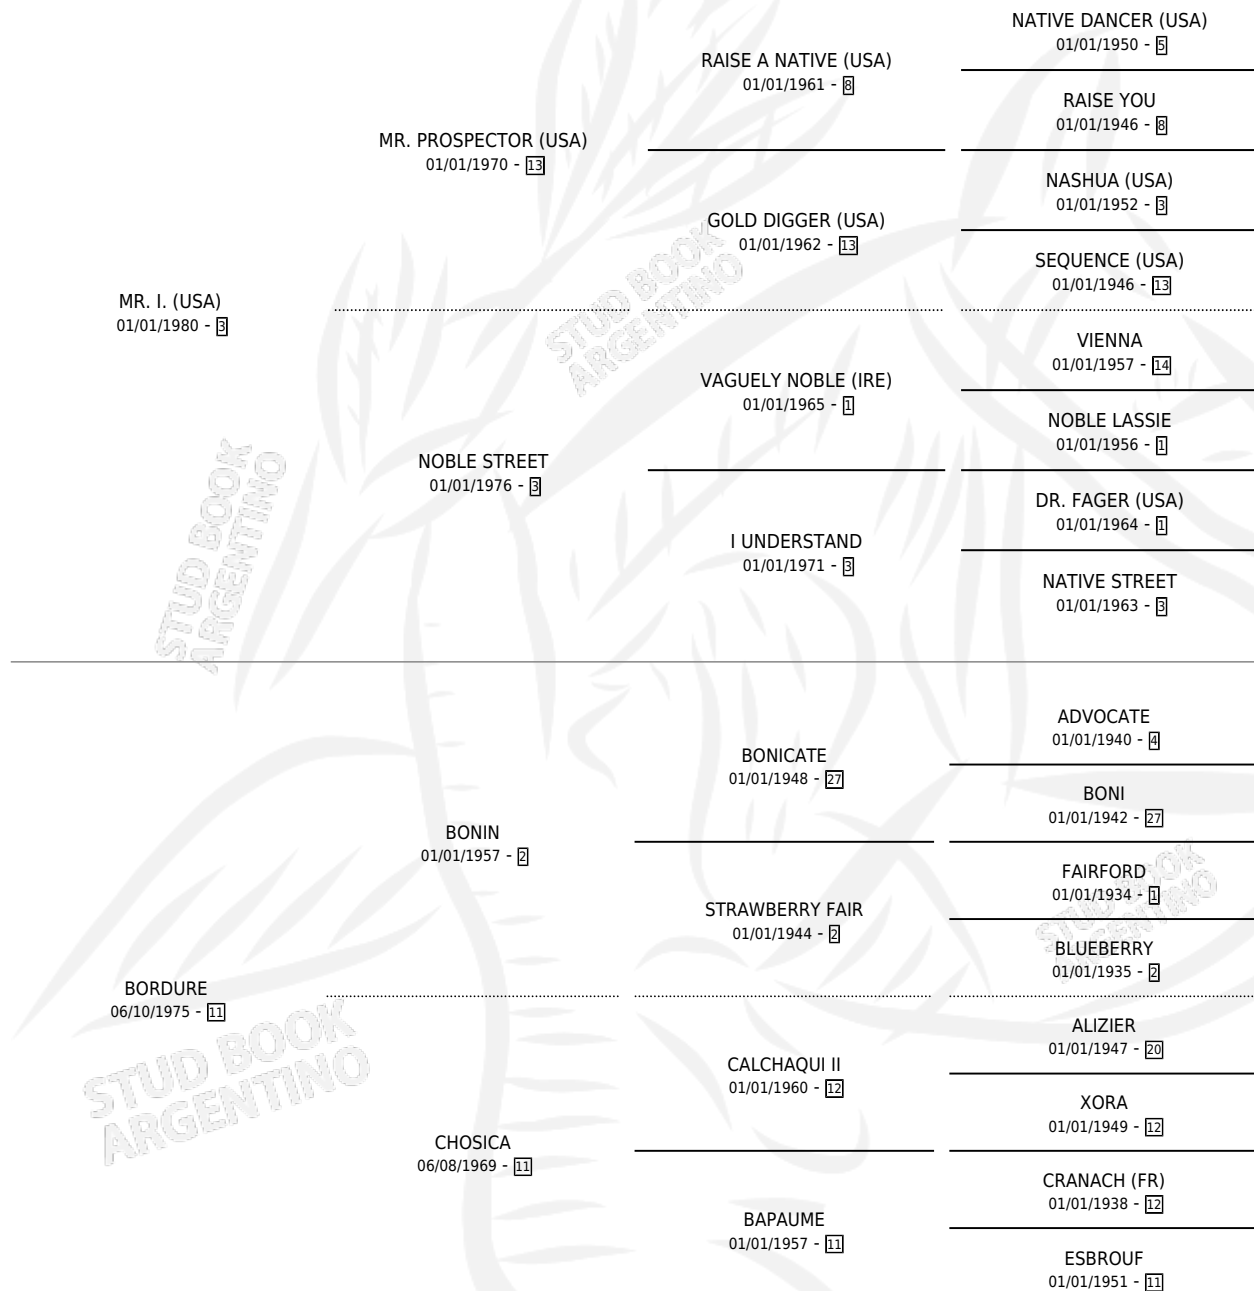 NATIVE DANCER (USA)
01/01/1950 - 5
RAISE A NATIVE (USA)
01/01/1961 - 8
RAISE YOU
01/01/1946 - 8
MR. PROSPECTOR (USA)
01/01/1970 - 13
NASHUA (USA)
01/01/1952 - 3
GOLD DIGGER (USA)
01/01/1962 - 13
SEQUENCE (USA)
01/01/1946 - 13
MR. I. (USA)
01/01/1980 - 3
VIENNA
01/01/1957 - 14
VAGUELY NOBLE (IRE)
01/01/1965 - 1
NOBLE LASSIE
01/01/1956 - 1
NOBLE STREET
01/01/1976 - 3
DR. FAGER (USA)
01/01/1964 - 1
I UNDERSTAND
01/01/1971 - 3
NATIVE STREET
01/01/1963 - 3
ADVOCATE
01/01/1940 - 4
BONICATE
01/01/1948 - 27
BONI
01/01/1942 - 27
BONIN
01/01/1957 - 2
FAIRFORD
01/01/1934 - 1
STRAWBERRY FAIR
01/01/1944 - 2
BLUEBERRY
01/01/1935 - 2
BORDURE
06/10/1975 - 11
ALIZIER
01/01/1947 - 20
CALCHAQUI II
01/01/1960 - 12
XORA
01/01/1949 - 12
CHOSICA
06/08/1969 - 11
CRANACH (FR)
01/01/1938 - 12
BAPAUME
01/01/1957 - 11
ESBROUF
01/01/1951 - 11
STUD BOOK
ARGENTINO
STUD BOOK
ARGENTINO
STUD BOOK
ARGENTINO
STUD BOOK
ARGENTINO